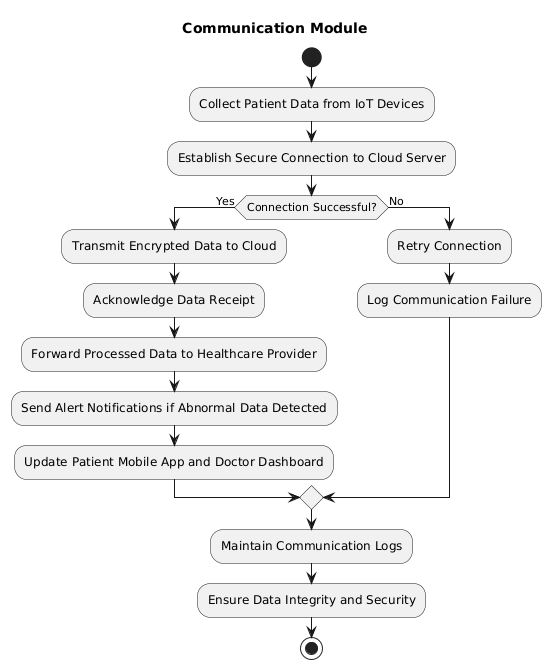 Communication Module
Collect Patient Data from IoT Devices
Establish Secure Connection to Cloud Server
Yes
Connection Successful?
No
Transmit Encrypted Data to Cloud
Retry Connection
Acknowledge Data Receipt
Log Communication Failure
Forward Processed Data to Healthcare Provider
Send Alert Notifications if Abnormal Data Detected
Update Patient Mobile App and Doctor Dashboard
Maintain Communication Logs
Ensure Data Integrity and Security